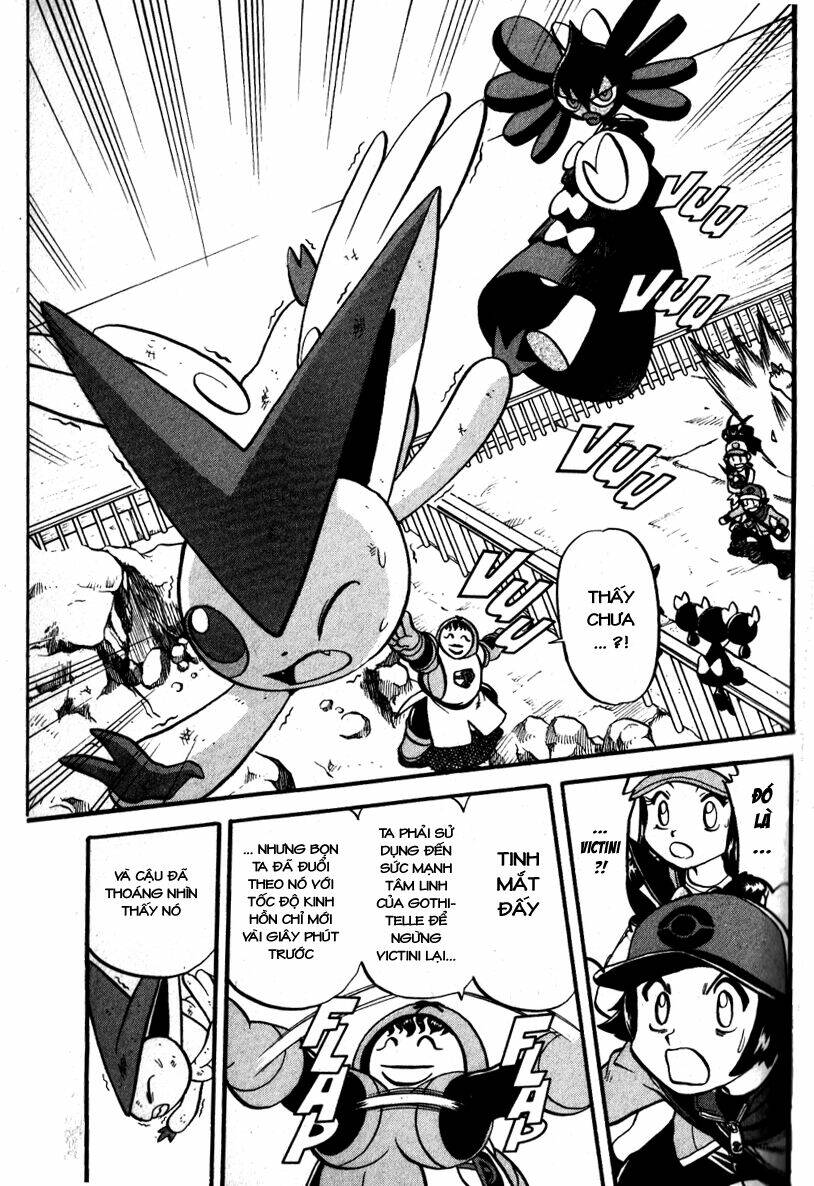 VUU
VUU
VUU
VUU
THẤY
CHƯA
... ?!
ĐÓ
LÀ
...
...
VICTINI
?!
TINH
MẮT
ĐẤY
TA PHẢI SỬ
DỤNG ĐẾN
SỨC MẠNH
TÂM LINH
CỦA GOTHI-
TELLE ĐỂ
NGỪNG
VICTINI LẠI...
... NHƯNG BỌN
TA ĐÃ ĐUỔI
THEO NÓ VỚI
TỐC ĐỘ KINH
HỒN CHỈ MỚI
VÀI GIÂY PHÚT
TRƯỚC
FLAP
FLAP
VÀ CẬU ĐÃ
THOÁNG NHÌN
THẤY NÓ